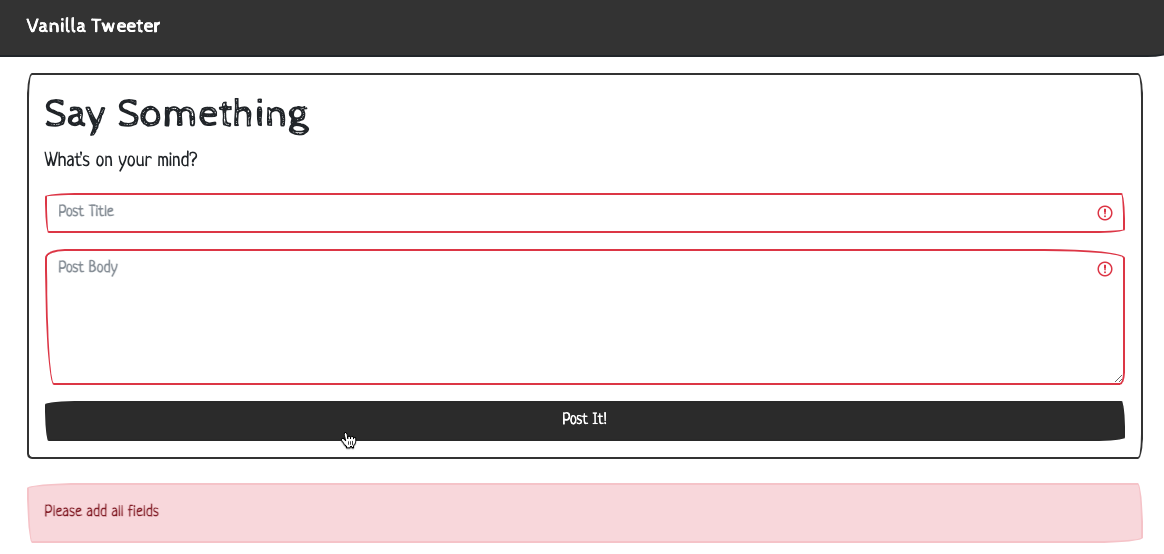 Vanilla Tweeter
Say Something
What's on your mind?
Post Title
Post Body
Post It!
Please add all fields